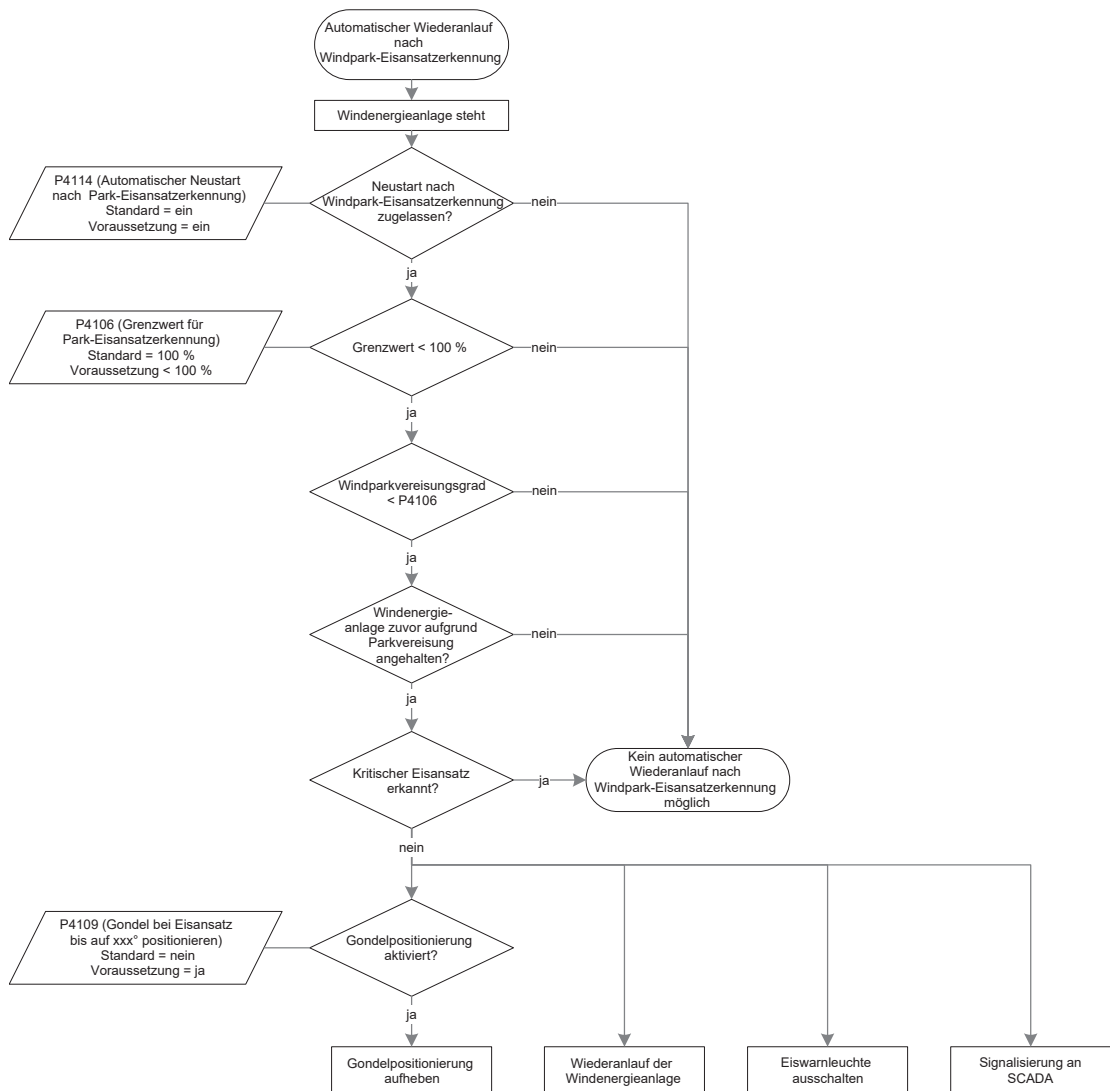 Automatischer Wiederanlauf
nach
Windpark-Eisansatzerkennung
Windenergieanlage steht
P4114 (Automatischer Neustart
nach Park-Eisansatzerkennung)
Standard = ein
Voraussetzung = ein
Neustart nach
Windpark-Eisansatzerkennung
zugelassen?
nein
ja
P4106 (Grenzwert für
Park-Eisansatzerkennung)
Standard = 100 %
Voraussetzung < 100 %
Grenzwert < 100 %
nein
ja
Windparkvereisungsgrad
< P4106
nein
ja
Windenergie-
anlage zuvor aufgrund
Parkvereisung
angehalten?
nein
ja
Kritischer Eisansatz
erkannt?
ja
Kein automatischer
Wiederanlauf nach
Windpark-Eisansatzerkennung
möglich
nein
P4109 (Gondel bei Eisansatz
bis auf xxx° positionieren)
Standard = nein
Voraussetzung = ja
Gondelpositionierung
aktiviert?
ja
Gondelpositionierung
aufheben
Wiederanlauf der
Windenergieanlage
Eiswarnleuchte
ausschalten
Signalisierung an
SCADA